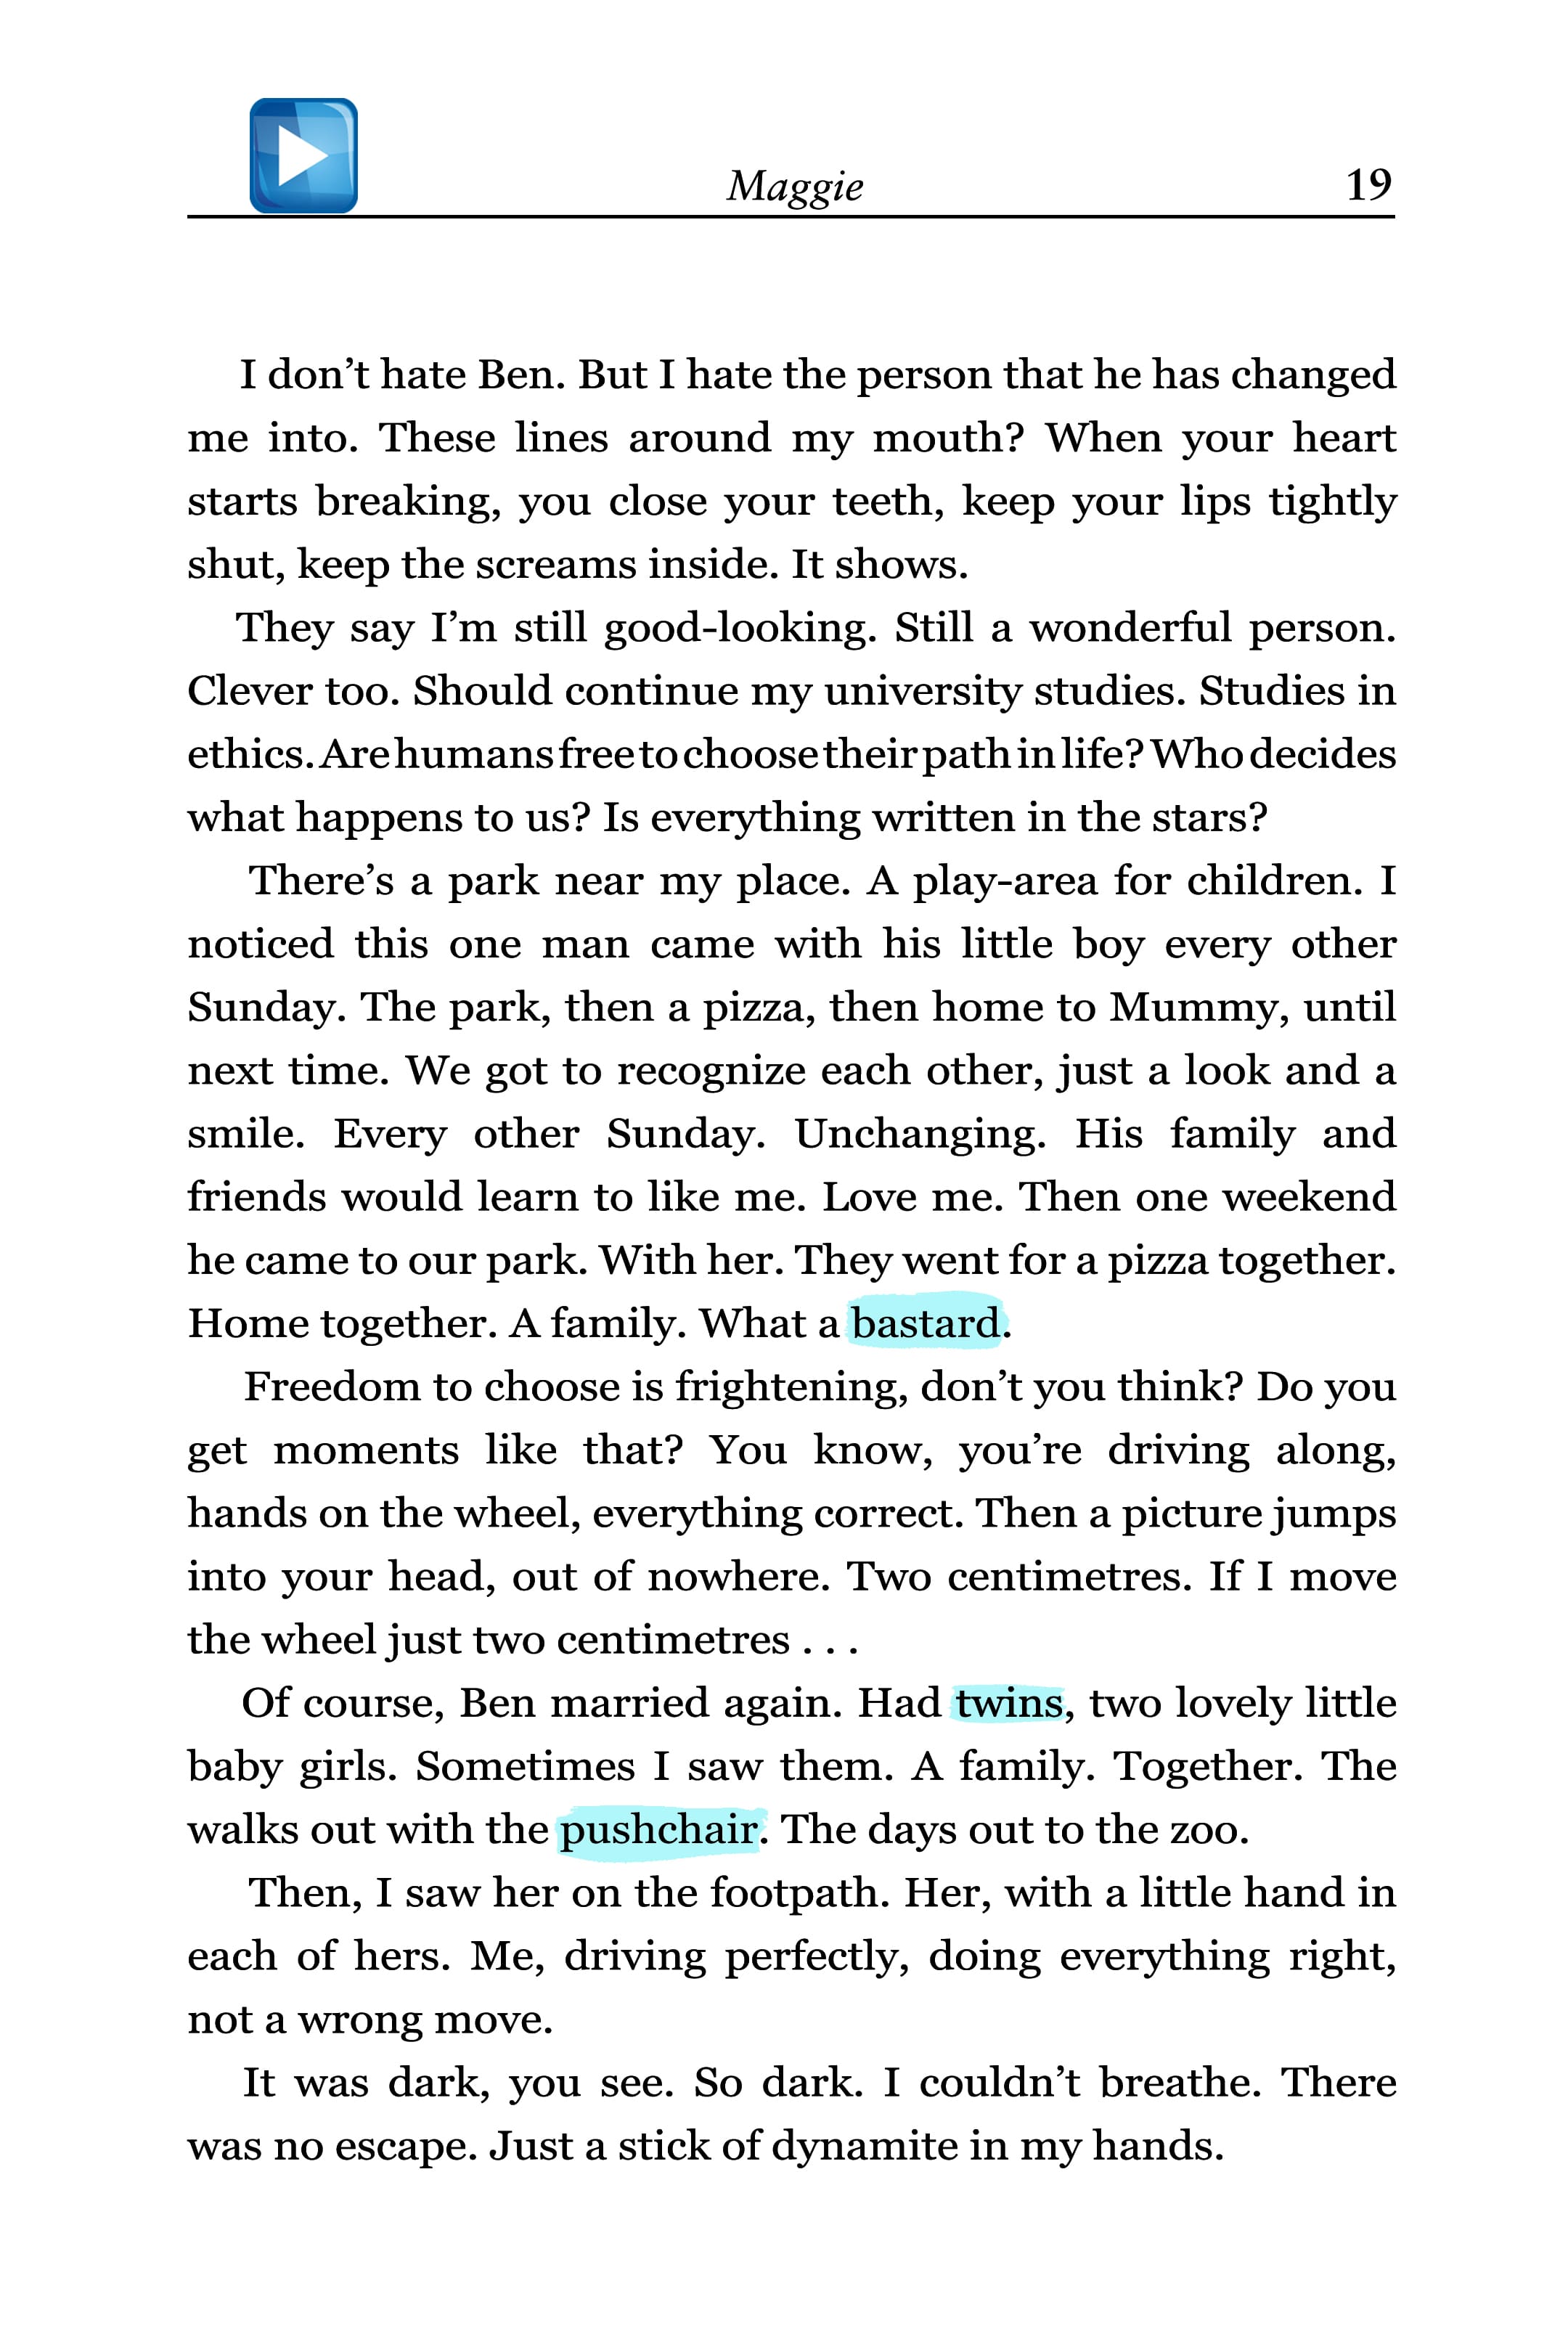 Maggie
19
I don’t hate Ben. But I hate the person that he has changed
me into. These lines around my mouth? When your heart
starts breaking, you close your teeth, keep your lips tightly
shut, keep the screams inside. It shows.
They say I’m still good-looking. Still a wonderful person.
Clever too. Should continue my university studies. Studies in
ethics. Are humans free to choose their path in life? Who decides
what happens to us? Is everything written in the stars?
There’s a park near my place. A play-area for children. I
noticed this one man came with his little boy every other
Sunday. The park, then a pizza, then home to Mummy, until
next time. We got to recognize each other, just a look and a
smile. Every other Sunday. Unchanging. His family and
friends would learn to like me. Love me. Then one weekend
he came to our park. With her. They went for a pizza together.
Home together. A family. What a bastard.
Freedom to choose is frightening, don’t you think? Do you
get moments like that? You know, you’re driving along,
hands on the wheel, everything correct. Then a picture jumps
into your head, out of nowhere. Two centimetres. If I move
the wheel just two centimetres . . .
Of course, Ben married again. Had twins, two lovely little
baby girls. Sometimes I saw them. A family. Together. The
walks out with the pushchair. The days out to the zoo.
Then, I saw her on the footpath. Her, with a little hand in
each of hers. Me, driving perfectly, doing everything right,
not a wrong move.
It was dark, you see. So dark. I couldn’t breathe. There
was no escape. Just a stick of dynamite in my hands.